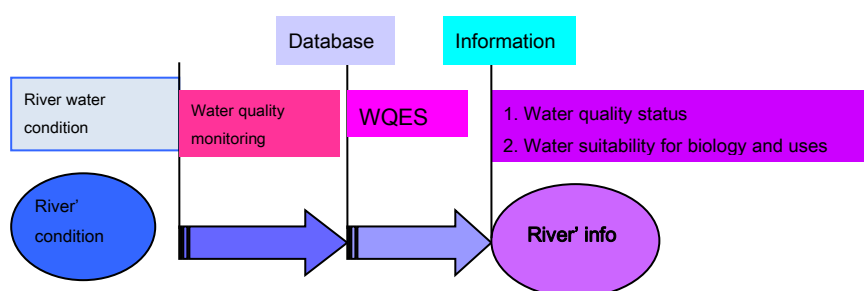 Database
Information
River water
condition
Water quality
monitoring
WQES
1. Water quality status
2. Water suitability for biology and uses
River'
condition
River' info